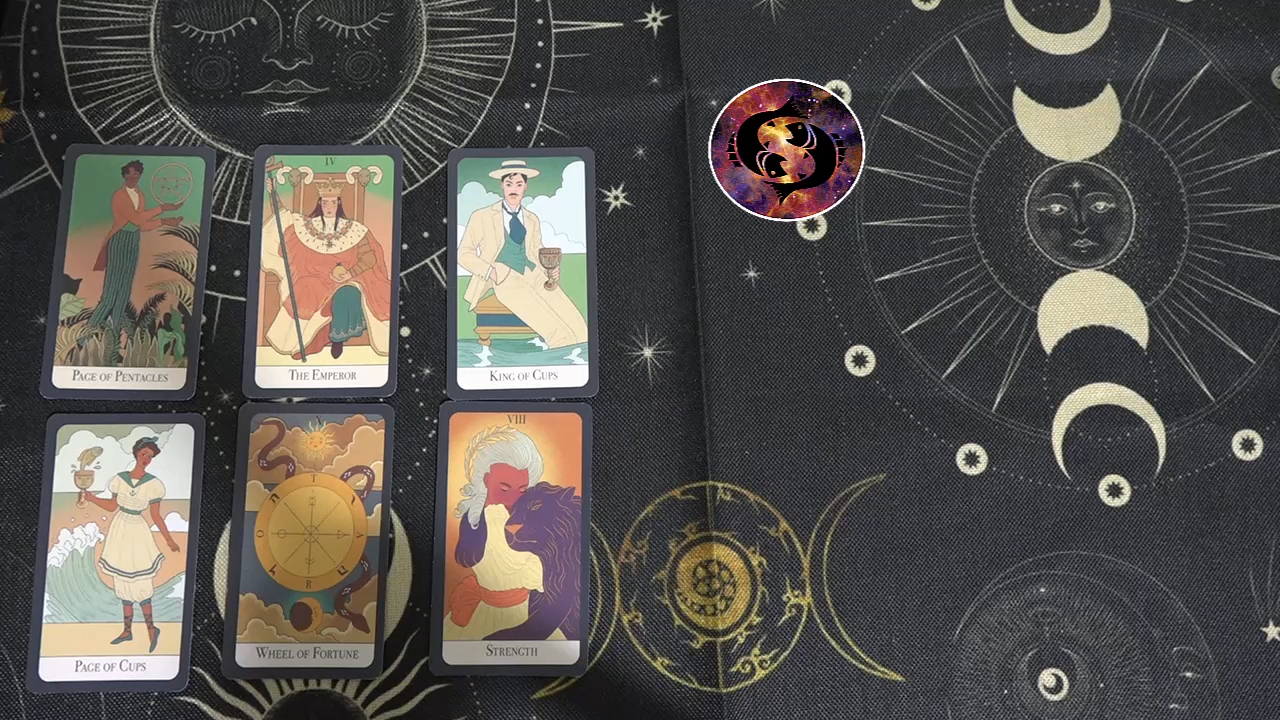 PAGE OF PENTACLES
IV
THE EMPEROR
KING OF CUPS
PAGE OF CUPS
WHEEL OF FORTUNE
VIII
STRENGTH